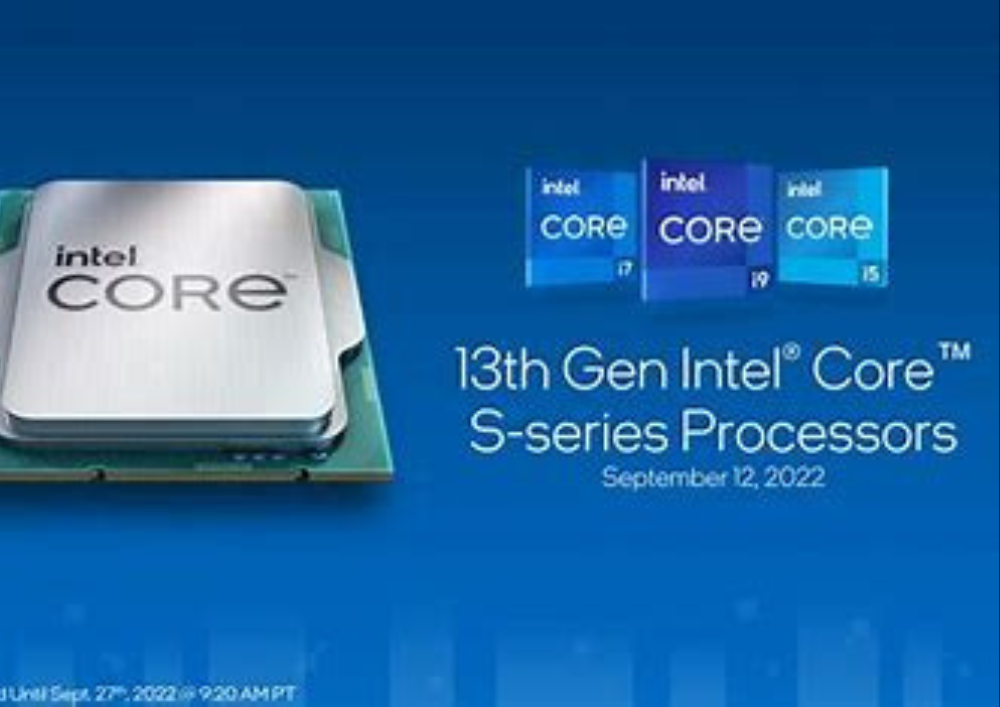 intel
CORe™
intel
CORe
i7
intel
CORe
i9
intel
CORe
i5
13th Gen Intel® Core™
S-series Processors
September 12, 2022
Until Sept. 27th, 2022 @ 9:20 AM PT